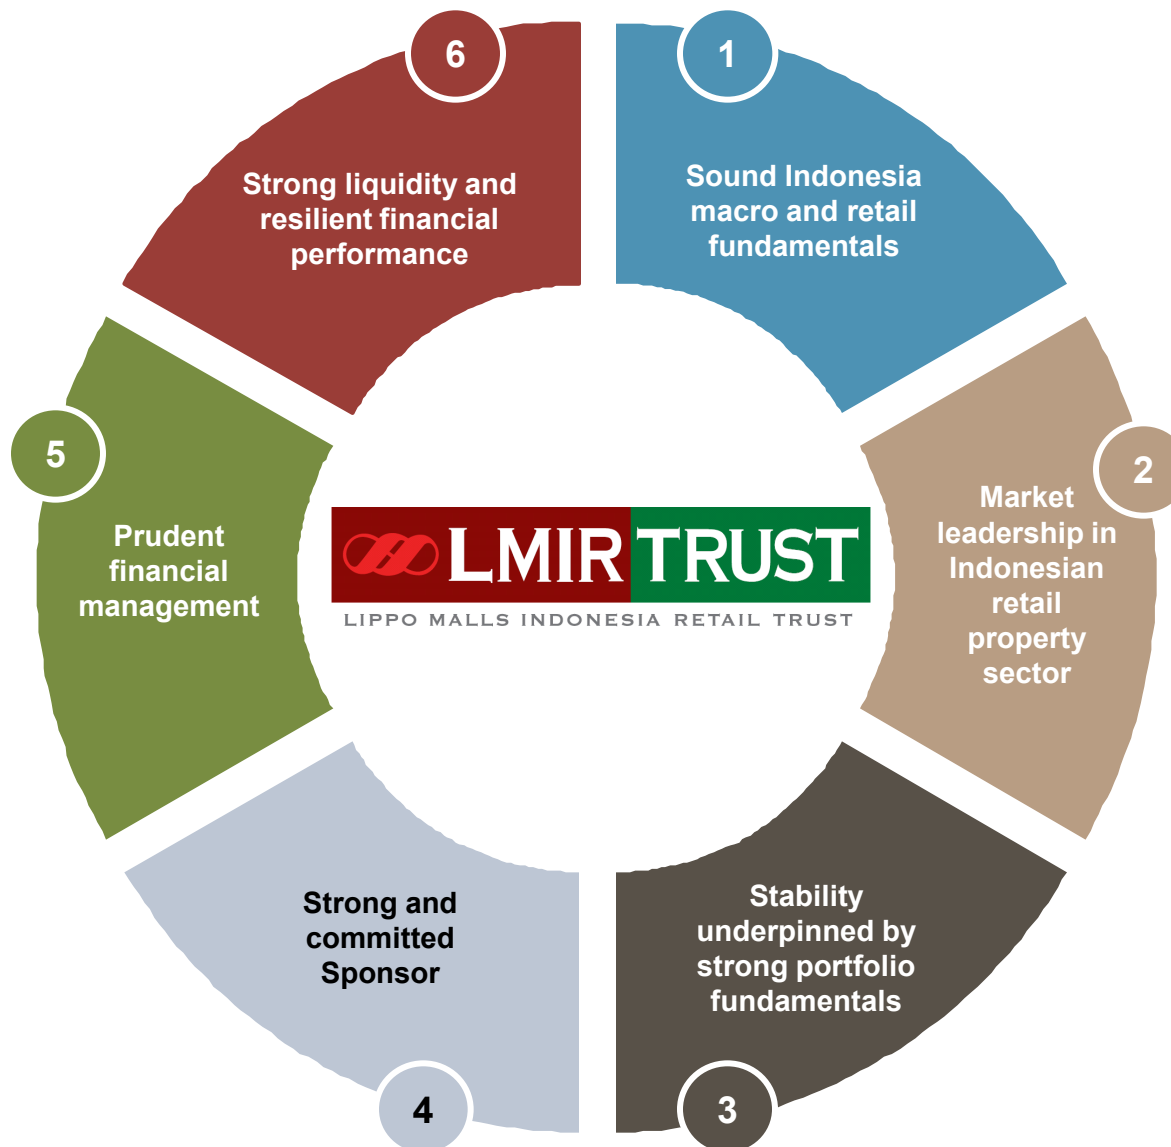 1
Sound Indonesia
macro and retail
fundamentals
2
Market
leadership in
Indonesian
retail
property
sector
3
Stability
underpinned by
strong portfolio
fundamentals
4
Strong and
committed
Sponsor
5
Prudent
financial
management
6
Strong liquidity and
resilient financial
performance
LMIR TRUST
LIPPO MALLS INDONESIA RETAIL TRUST